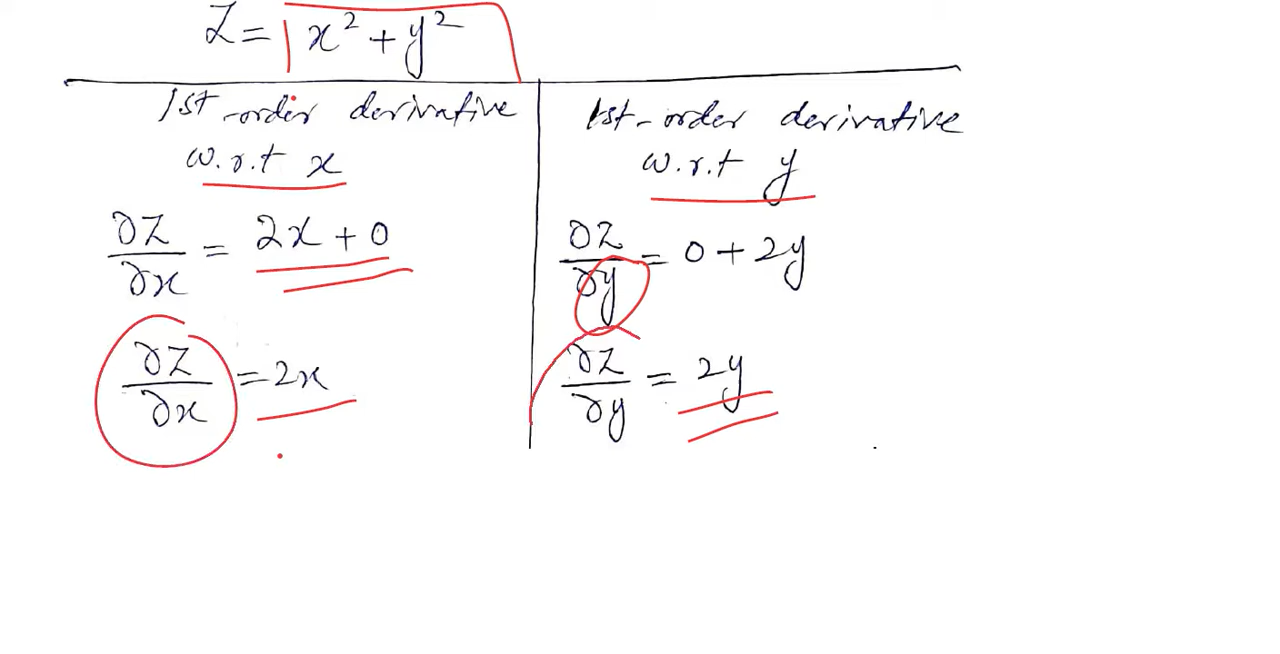 Z = x² + y²
1st-order derivative
w.r.t x
∂Z/∂x = 2x + 0
∂Z/∂x = 2x
1st-order derivative
w.r.t y
∂Z/∂y = 0 + 2y
∂Z/∂y = 2y